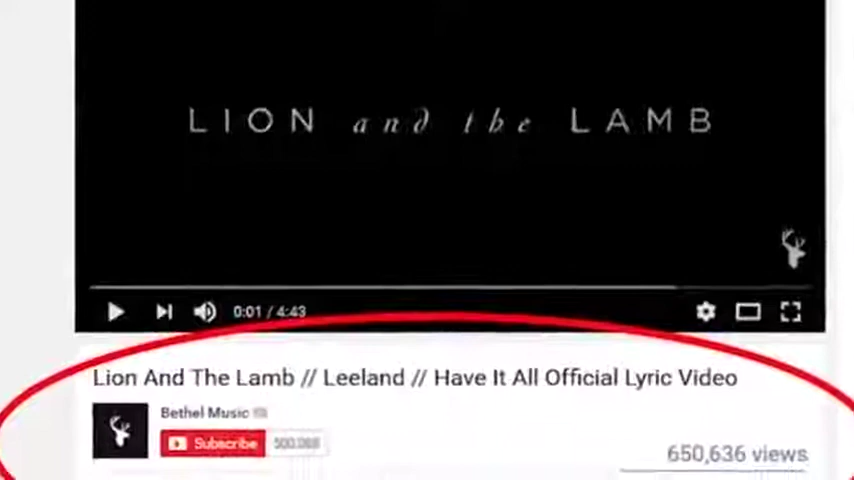 LION and the LAMB
0:01 / 4:43
Lion And The Lamb // Leeland // Have It All Official Lyric Video
Bethel Music
Subscribe
650,636 views